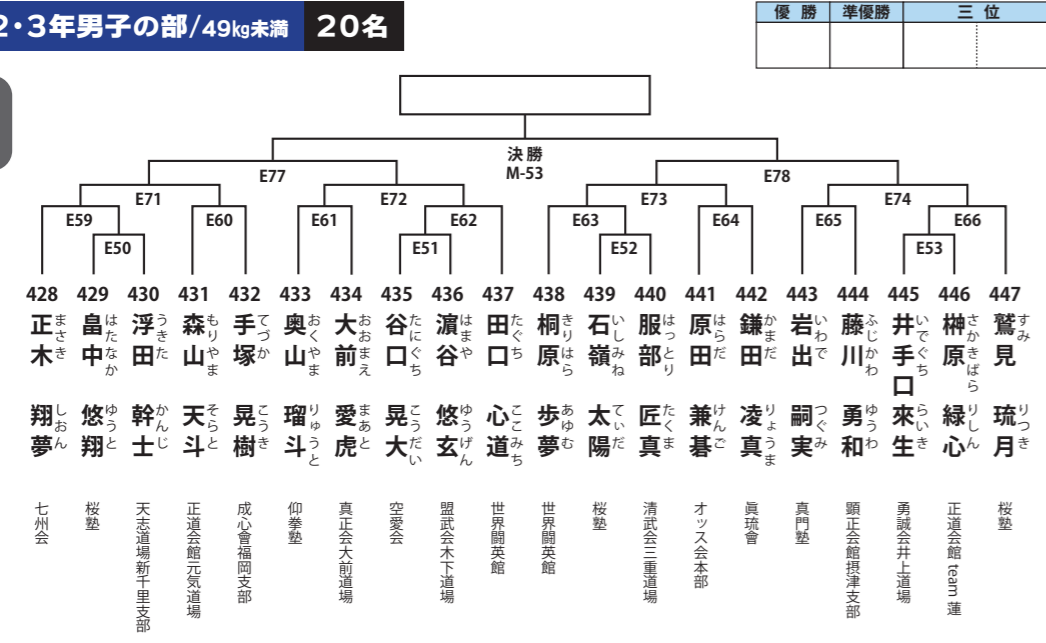 2・3年男子の部/49kg未満 20名
優勝 準優勝 三位
決勝
M-53
E77 E78
E71 E72 E73 E74
E59 E60 E61 E62 E63 E64 E65 E66
E50 E51 E52 E53
428 429 430 431 432 433 434 435 436 437 438 439 440 441 442 443 444 445 446 447
正木 翔夢 まさき しおん 七州会
畠中 悠翔 はたなか ゆうと 桜塾
浮田 幹士 うきた かんじ 天志道場新千里支部
森山 天斗 もりやま そらと 正道会館元気道場
手塚 晃樹 てづか こうき 成心會福岡支部
奥山 瑠斗 おくやま りゅうと 仰拳塾
大前 愛虎 おおまえ まあと 真正会大前道場
谷口 晃大 たにぐち こうだい 空愛会
濵谷 悠玄 はまや ゆうげん 盟武会木下道場
田口 心道 たぐち ここみち 世界闘英館
桐原 歩夢 きりはら あゆむ 世界闘英館
石嶺 太陽 いしみね てぃだ 桜塾
服部 匠真 はっとり たくま 清武会三重道場
原田 兼碁 はらだ けんご オッス会本部
鎌田 凌真 かまだ りょうま 眞琉會
岩出 嗣実 いわで つぐみ 真門塾
藤川 勇和 ふじかわ ゆうわ 顕正会館摂津支部
井手口 來生 いでぐち らいき 勇誠会井上道場
榊原 緑心 さかきばら りしん 正道会館 team 蓮
鷲見 琉月 すみ りつき 桜塾